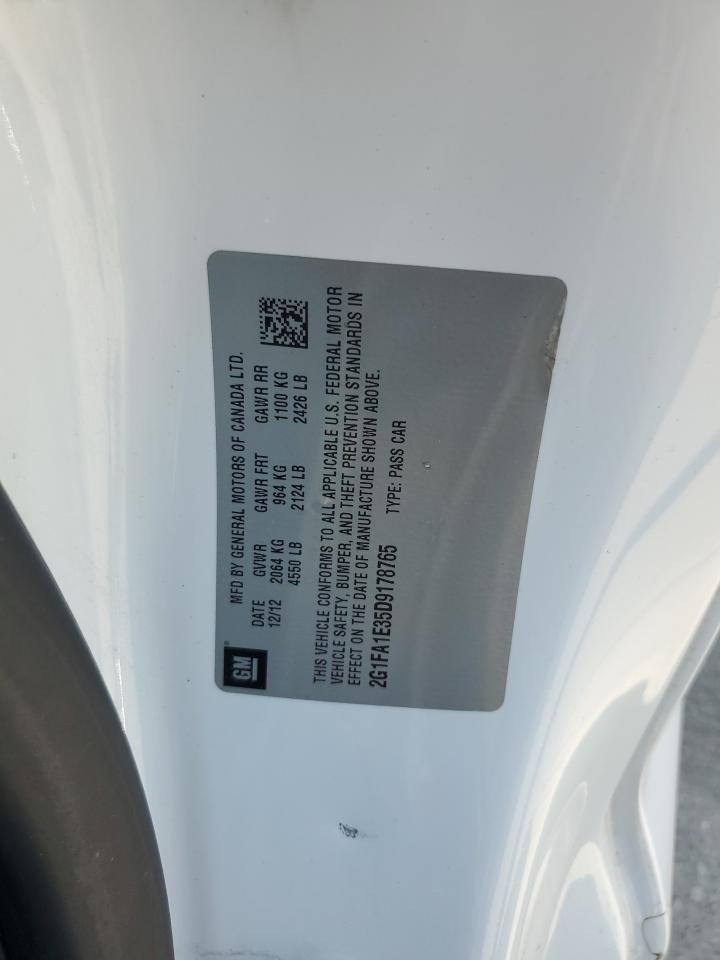 GM®
MFD BY GENERAL MOTORS OF CANADA LTD.
DATE GVWR GAWR FRT GAWR RR
12/12 2064 KG 964 KG 1100 KG
4550 LB 2124 LB 2426 LB
THIS VEHICLE CONFORMS TO ALL APPLICABLE U.S. FEDERAL MOTOR
VEHICLE SAFETY, BUMPER, AND THEFT PREVENTION STANDARDS IN
EFFECT ON THE DATE OF MANUFACTURE SHOWN ABOVE.
2G1FA1E35D9178765 TYPE: PASS CAR